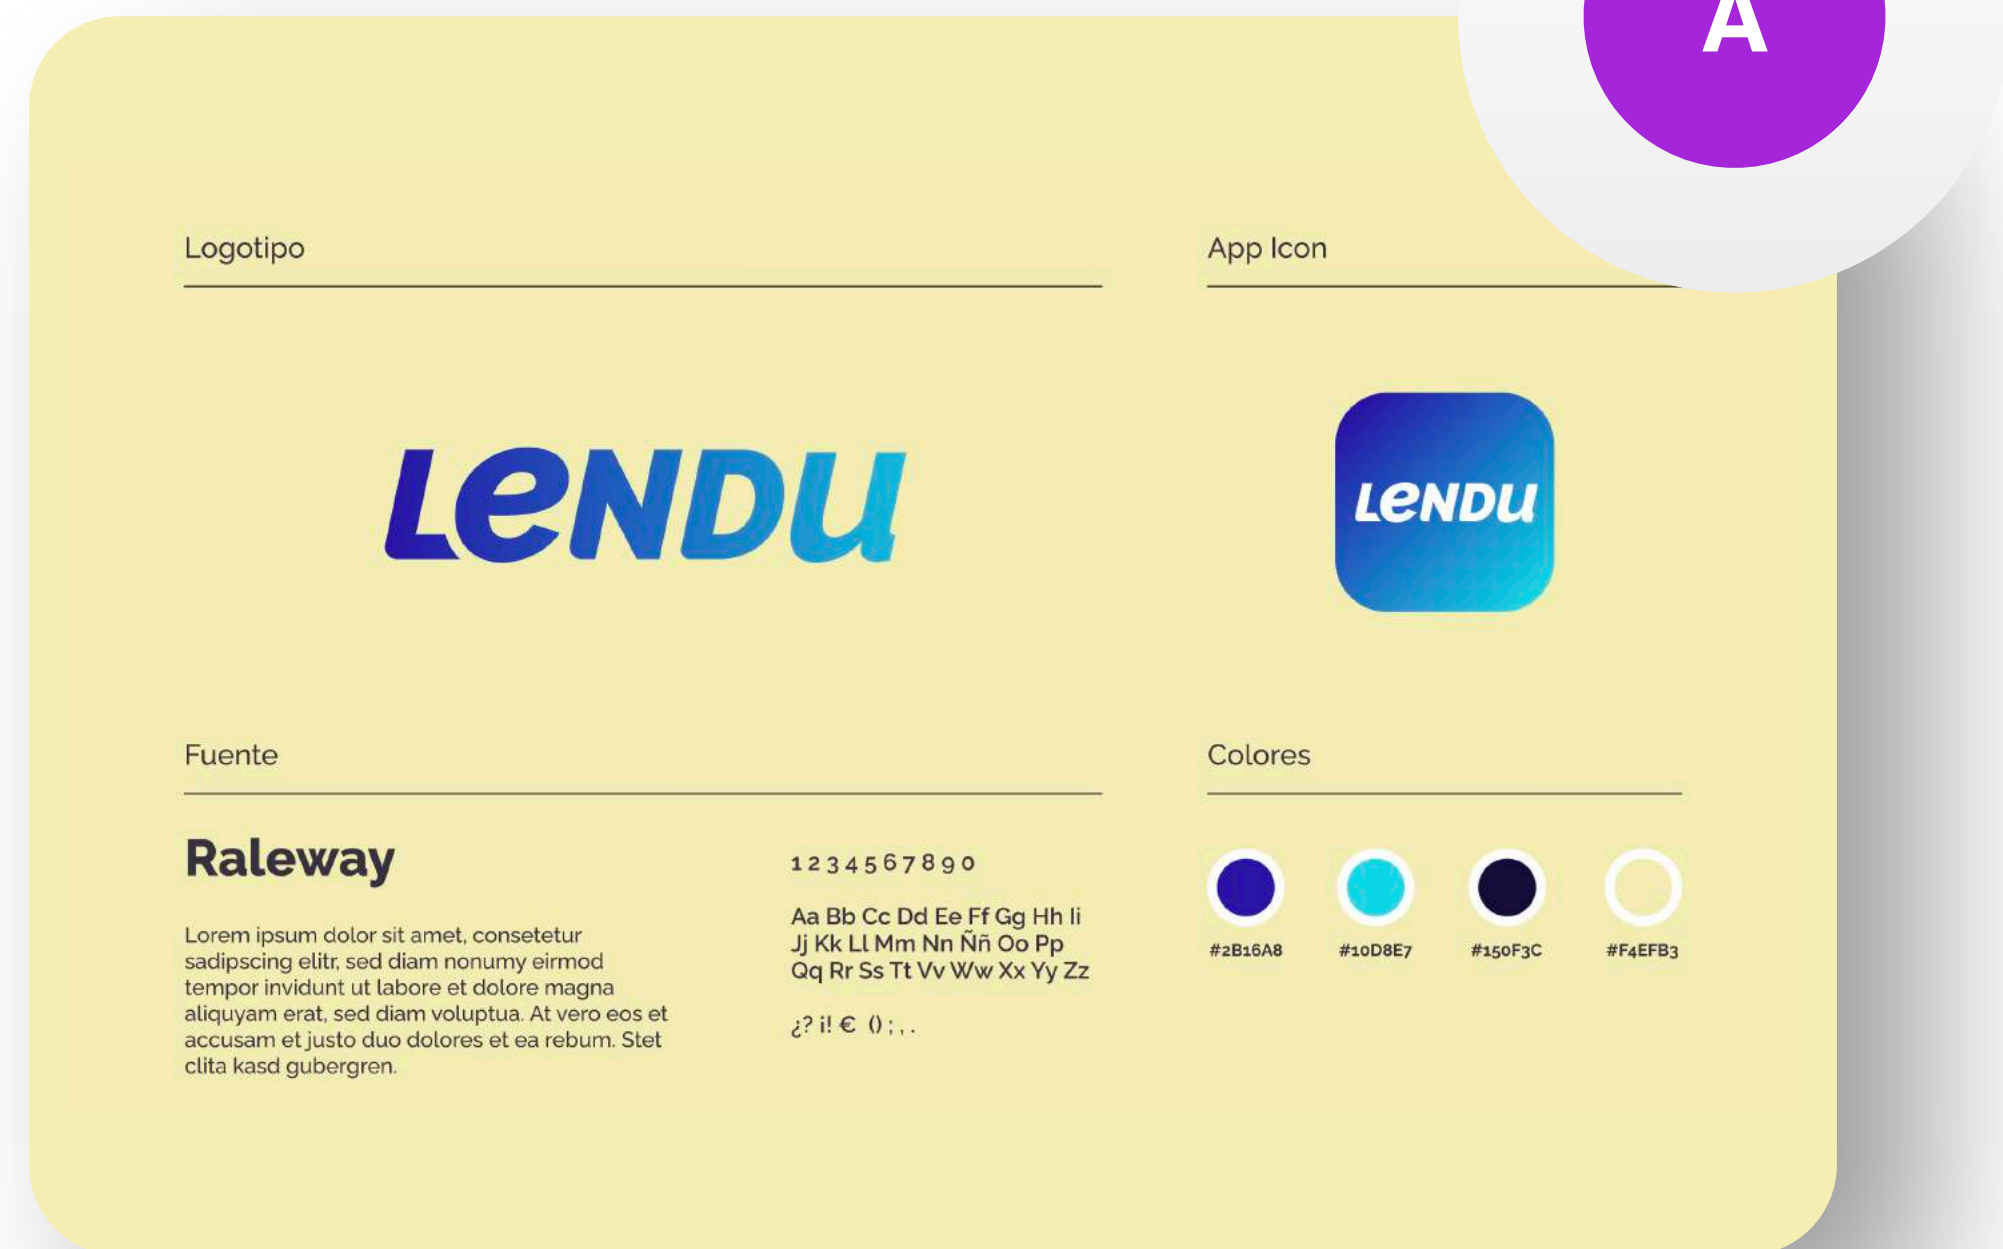 A
Logotipo
App Icon
LeNDU
LeNDU
Fuente
Colores
Raleway
Lorem ipsum dolor sit amet, consetetur
sadipscing elitr, sed diam nonumy eirmod
tempor invidunt ut labore et dolore magna
aliquyam erat, sed diam voluptua. At vero eos et
accusam et justo duo dolores et ea rebum. Stet
clita kasd gubergren.
1 2 3 4 5 6 7 8 9 0
Aa Bb Cc Dd Ee Ff Gg Hh Ii
Jj Kk Ll Mm Nn Ññ Oo Pp
Qq Rr Ss Tt Vv Ww Xx Yy Zz
¿? ¡! € () ; , .
#2B16A8
#10D8E7
#150F3C
#F4EFB3